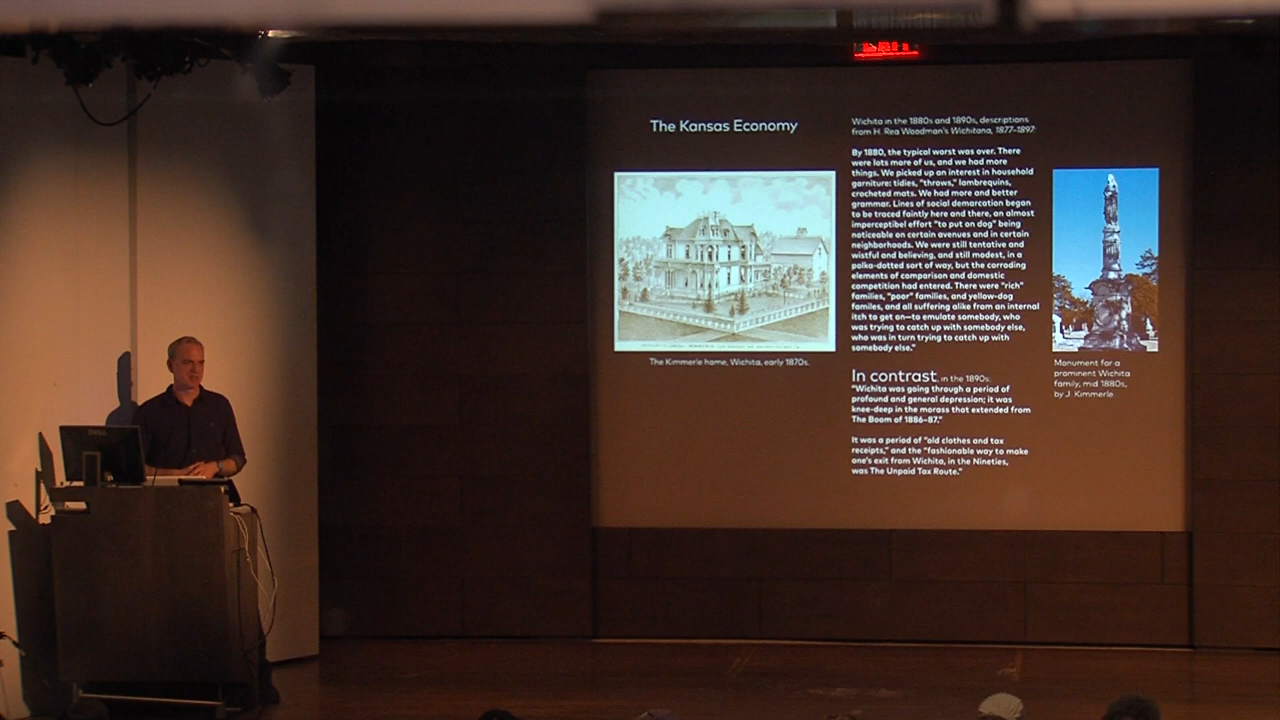 EXIT
The Kansas Economy
The Kimmerle home, Wichita, early 1870s.
Wichita in the 1880s and 1890s, descriptions
from H. Rea Woodman's Wichitana, 1877-1897:
By 1880, the typical worst was over. There
were lots more of us, and we had more
things. We picked up an interest in household
garniture: tidies, "throws," lambrequins,
crocheted mats. We had more and better
grammar. Lines of social demarcation began
to be traced faintly here and there, an almost
imperceptibel effort "to put on dog" being
noticeable on certain avenues and in certain
neighborhoods. We were still tentative and
wistful and believing, and still modest, in a
polka-dotted sort of way, but the corroding
elements of comparison and domestic
competition had entered. There were "rich"
families, "poor" families, and yellow-dog
familes, and all suffering alike from an internal
itch to get on—to emulate somebody, who
was trying to catch up with somebody else,
who was in turn trying to catch up with
somebody else."
In contrast, in the 1890s:
"Wichita was going through a period of
profound and general depression; it was
knee-deep in the morass that extended from
The Boom of 1886-87."
It was a period of "old clothes and tax
receipts," and the "fashionable way to make
one's exit from Wichita, in the Nineties,
was The Unpaid Tax Route."
Monument for a
prominent Wichita
family, mid 1880s,
by J. Kimmerle.
DELL